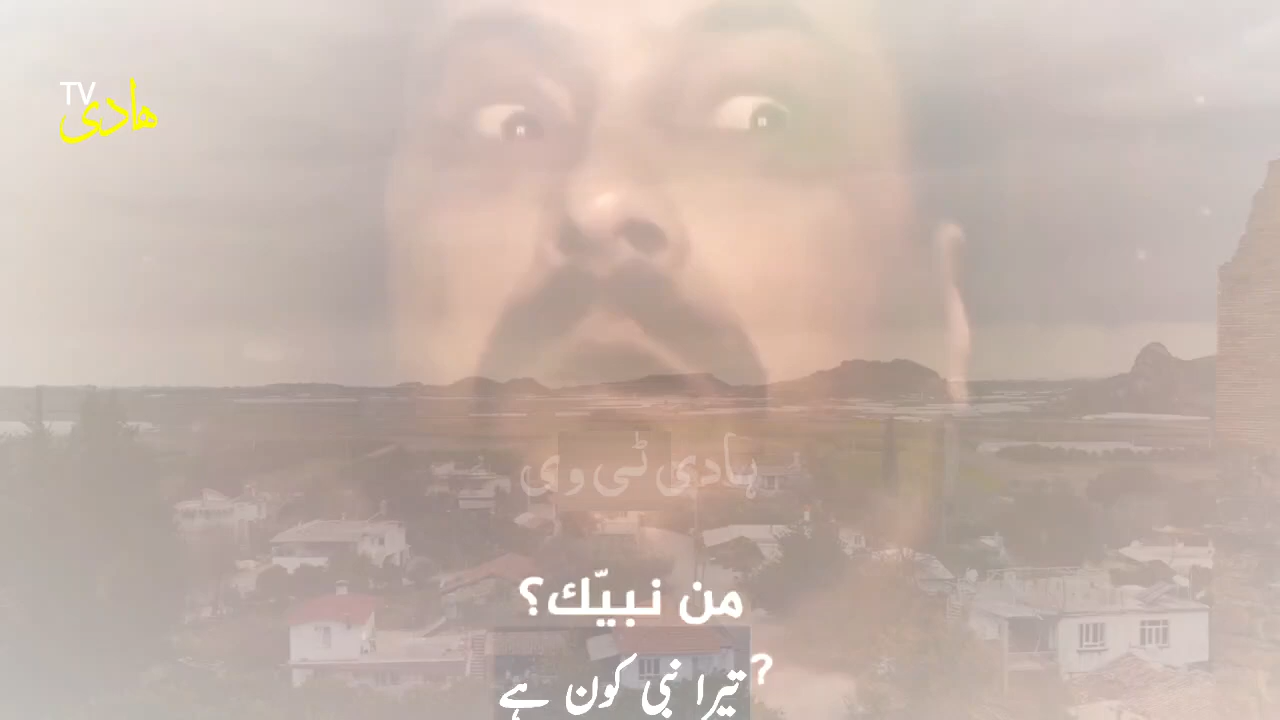 TV
هادی
ہادی ٹی وی
من نبيّك؟
تیرا نبی کون ہے?